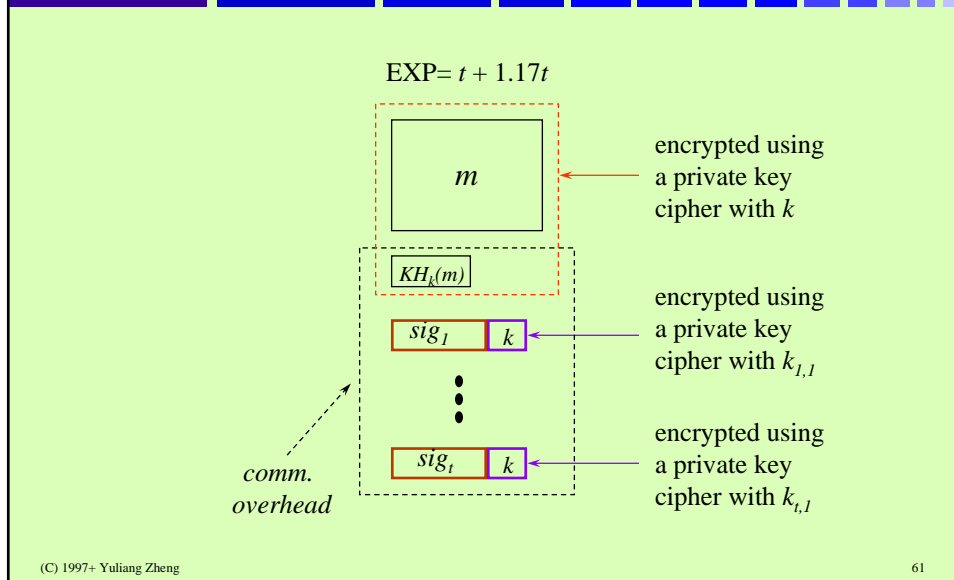 EXP= t + 1.17t
m
encrypted using
a private key
cipher with k
KHₖ(m)
sig₁ k
encrypted using
a private key
cipher with k₁,₁
sigₜ k
encrypted using
a private key
cipher with kₜ,₁
comm.
overhead
(C) 1997+ Yuliang Zheng 61